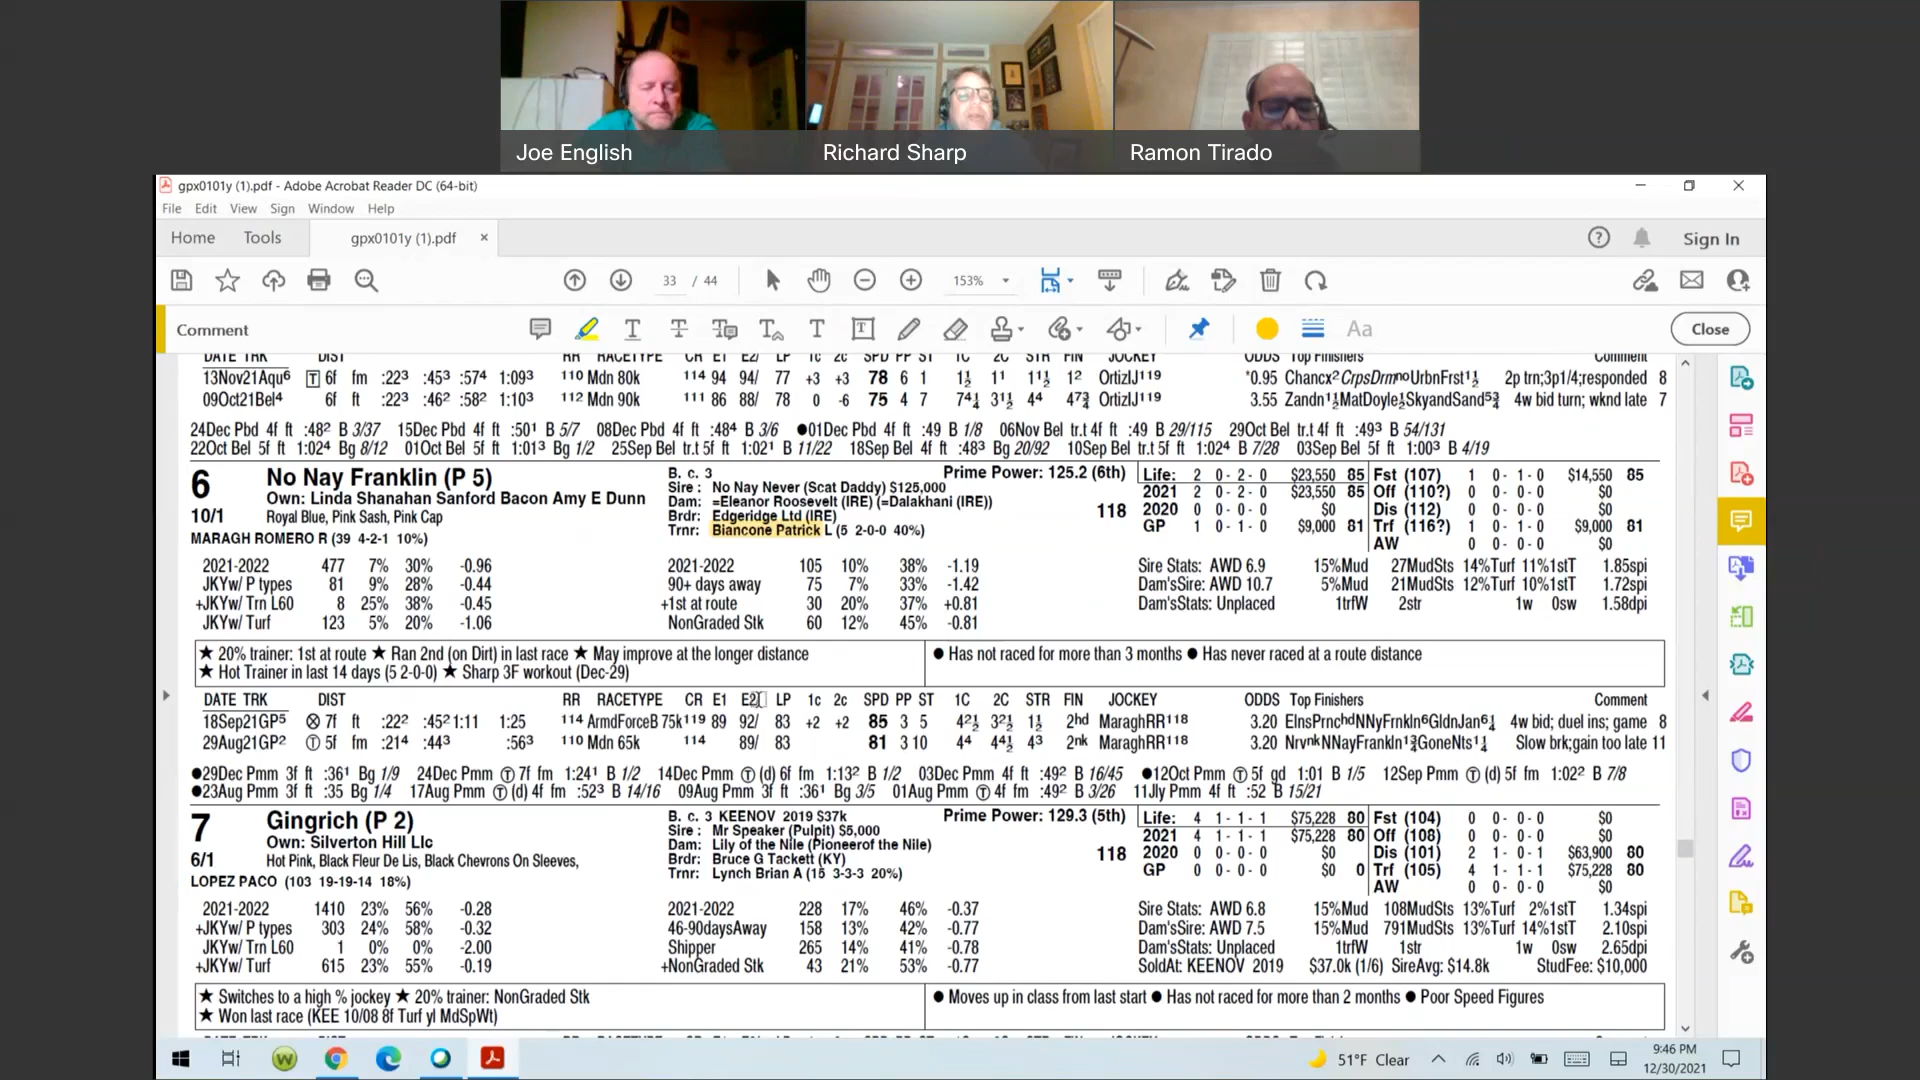 Joe English
Richard Sharp
Ramon Tirado
gpx0101y (1).pdf - Adobe Acrobat Reader DC (64-bit)
File Edit View Sign Window Help
Home Tools gpx0101y (1).pdf × Sign In
33 / 44 153%
Comment Aa Close
DATE TRK DIST RR RACETYPE CR E1 E2/ LP 1c 2c SPD PP ST 1C 2C STR FIN JOCKEY ODDS Top Finishers Comment
13Nov21Aqu⁶ T 6f fm :22³ :45³ :57⁴ 1:09³ 110 Mdn 80k 114 94 94/ 77 +3 +3 78 6 1 1½ 1¹ 11½ 1² OrtizIJ119 *0.95 Chancx²CrpsDrmⁿᵒUrbnFrst1½ 2p trn;3p1/4;responded 8
09Oct21Bel⁴ 6f ft :22³ :46² :58² 1:10³ 112 Mdn 90k 111 86 88/ 78 0 -6 75 4 7 74¼ 31½ 4⁴ 44¾ OrtizIJ119 3.55 Zandn1½MatDoyle½SkyandSand5¾ 4w bid turn; wknd late 7
24Dec Pbd 4f ft :48² B 3/37 15Dec Pbd 4f ft :50¹ B 5/7 08Dec Pbd 4f ft :48⁴ B 3/6 ●01Dec Pbd 4f ft :49 B 1/8 06Nov Bel tr.t 4f ft :49 B 29/115 29Oct Bel tr.t 4f ft :49³ B 54/131
22Oct Bel 5f ft 1:02⁴ Bg 8/12 01Oct Bel 5f ft 1:01³ Bg 1/2 25Sep Bel tr.t 5f ft 1:02¹ B 11/22 18Sep Bel 4f ft :48³ Bg 20/92 10Sep Bel tr.t 5f ft 1:02⁴ B 7/28 03Sep Bel 5f ft 1:00³ B 4/19
6 No Nay Franklin (P 5)
Own: Linda Shanahan Sanford Bacon Amy E Dunn
10/1 Royal Blue, Pink Sash, Pink Cap
MARAGH ROMERO R (39 4-2-1 10%)
B. c. 3 Prime Power: 125.2 (6th)
Sire : No Nay Never (Scat Daddy) $125,000
Dam: =Eleanor Roosevelt (IRE) (=Dalakhani (IRE))
Brdr: Edgeridge Ltd (IRE) 118
Trnr: Biancone Patrick L (5 2-0-0 40%)
Life: 2 0 - 2 - 0 $23,550 85 Fst (107) 1 0 - 1 - 0 $14,550 85
2021 2 0 - 2 - 0 $23,550 85 Off (110?) 0 0 - 0 - 0 $0
2020 0 0 - 0 - 0 $0 Dis (112) 0 0 - 0 - 0 $0
GP 1 0 - 1 - 0 $9,000 81 Trf (116?) 1 0 - 1 - 0 $9,000 81
AW 0 0 - 0 - 0 $0
2021-2022 477 7% 30% -0.96 2021-2022 105 10% 38% -1.19 Sire Stats: AWD 6.9 15%Mud 27MudSts 14%Turf 11%1stT 1.85spi
JKYw/ P types 81 9% 28% -0.44 90+ days away 75 7% 33% -1.42 Dam'sSire: AWD 10.7 5%Mud 21MudSts 12%Turf 10%1stT 1.72spi
+JKYw/ Trn L60 8 25% 38% -0.45 +1st at route 30 20% 37% +0.81 Dam'sStats: Unplaced 1trfW 2str 1w 0sw 1.58dpi
JKYw/ Turf 123 5% 20% -1.06 NonGraded Stk 60 12% 45% -0.81
★ 20% trainer: 1st at route ★ Ran 2nd (on Dirt) in last race ★ May improve at the longer distance ● Has not raced for more than 3 months ● Has never raced at a route distance
★ Hot Trainer in last 14 days (5 2-0-0) ★ Sharp 3F workout (Dec-29)
DATE TRK DIST RR RACETYPE CR E1 E2/ LP 1c 2c SPD PP ST 1C 2C STR FIN JOCKEY ODDS Top Finishers Comment
18Sep21GP⁵ ⊗ 7f ft :22² :45² 1:11 1:25 114 ArmdForceB 75k 119 89 92/ 83 +2 +2 85 3 5 42½ 32½ 1½ 2hd MaraghRR118 3.20 ElnsPrncʰᵈNNyFrnkln⁶GldnJan6¼ 4w bid; duel ins; game 8
29Aug21GP² Ⓣ 5f fm :21⁴ :44³ :56³ 110 Mdn 65k 114 89/ 83 81 3 10 4⁴ 44½ 4³ 2nk MaraghRR118 3.20 NrvⁿᵏNNayFrankln1¾GoneNts1¼ Slow brk;gain too late 11
●29Dec Pmm 3f ft :36¹ Bg 1/9 24Dec Pmm Ⓣ 7f fm 1:24¹ B 1/2 14Dec Pmm Ⓣ (d) 6f fm 1:13² B 1/2 03Dec Pmm 4f ft :49² B 16/45 ●12Oct Pmm Ⓣ 5f gd 1:01 B 1/5 12Sep Pmm Ⓣ (d) 5f fm 1:02² B 7/8
●23Aug Pmm 3f ft :35 Bg 1/4 17Aug Pmm Ⓣ (d) 4f fm :52³ B 14/16 09Aug Pmm 3f ft :36¹ Bg 3/5 01Aug Pmm Ⓣ 4f fm :49² B 3/26 11Jly Pmm 4f ft :52 B 15/21
7 Gingrich (P 2)
Own: Silverton Hill Llc
6/1 Hot Pink, Black Fleur De Lis, Black Chevrons On Sleeves,
LOPEZ PACO (103 19-19-14 18%)
B. c. 3 KEENOV 2019 $37k Prime Power: 129.3 (5th)
Sire : Mr Speaker (Pulpit) $5,000
Dam: Lily of the Nile (Pioneerof the Nile)
Brdr: Bruce G Tackett (KY) 118
Trnr: Lynch Brian A (15 3-3-3 20%)
Life: 4 1 - 1 - 1 $75,228 80 Fst (104) 0 0 - 0 - 0 $0
2021 4 1 - 1 - 1 $75,228 80 Off (108) 0 0 - 0 - 0 $0
2020 0 0 - 0 - 0 $0 Dis (101) 2 1 - 0 - 1 $63,900 80
GP 0 0 - 0 - 0 $0 0 Trf (105) 4 1 - 1 - 1 $75,228 80
AW 0 0 - 0 - 0 $0
2021-2022 1410 23% 56% -0.28 2021-2022 228 17% 46% -0.37 Sire Stats: AWD 6.8 15%Mud 108MudSts 13%Turf 2%1stT 1.34spi
+JKYw/ P types 303 24% 58% -0.32 46-90daysAway 158 13% 42% -0.77 Dam'sSire: AWD 7.5 15%Mud 791MudSts 13%Turf 14%1stT 2.10spi
JKYw/ Trn L60 1 0% 0% -2.00 Shipper 265 14% 41% -0.78 Dam'sStats: Unplaced 1trfW 1str 1w 0sw 2.65dpi
+JKYw/ Turf 615 23% 55% -0.19 +NonGraded Stk 43 21% 53% -0.77 SoldAt: KEENOV 2019 $37.0k (1/6) SireAvg: $14.8k StudFee: $10,000
★ Switches to a high % jockey ★ 20% trainer: NonGraded Stk ● Moves up in class from last start ● Has not raced for more than 2 months ● Poor Speed Figures
★ Won last race (KEE 10/08 8f Turf yl MdSpWt)
51°F Clear 9:46 PM
12/30/2021